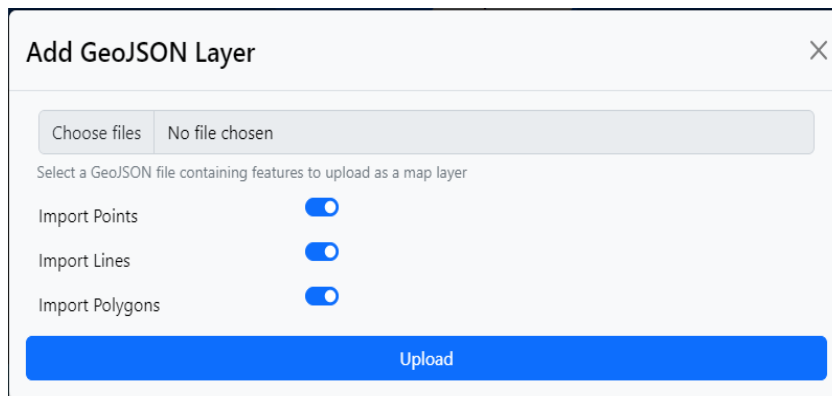 Add GeoJSON Layer
Choose files No file chosen
Select a GeoJSON file containing features to upload as a map layer
Import Points
Import Lines
Import Polygons
Upload